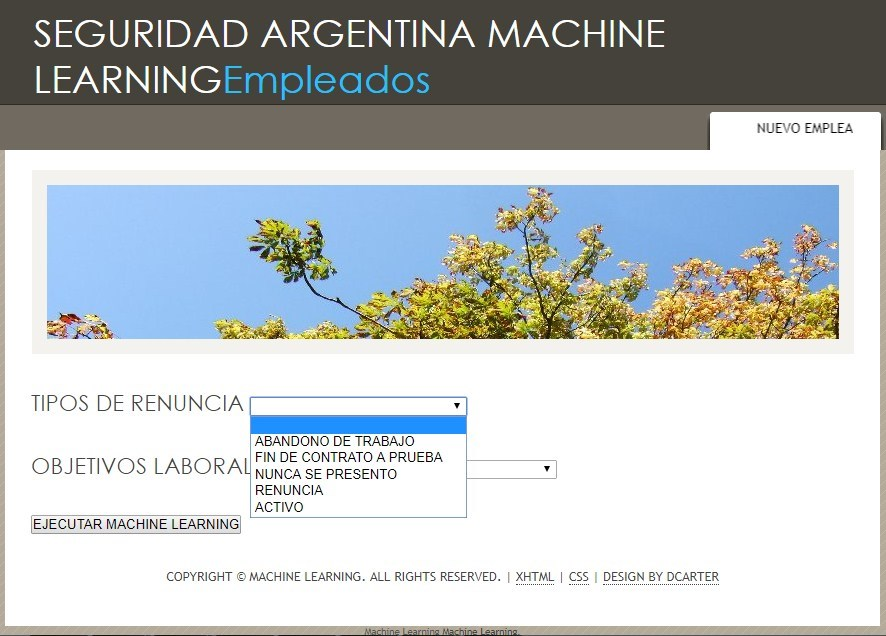 SEGURIDAD ARGENTINA MACHINE
LEARNINGEmpleados
NUEVO EMPLEA
TIPOS DE RENUNCIA
ABANDONO DE TRABAJO
FIN DE CONTRATO A PRUEBA
NUNCA SE PRESENTO
RENUNCIA
ACTIVO
OBJETIVOS LABORAL
EJECUTAR MACHINE LEARNING
COPYRIGHT © MACHINE LEARNING. ALL RIGHTS RESERVED. | XHTML | CSS | DESIGN BY DCARTER
Machine Learning Machine Learning.